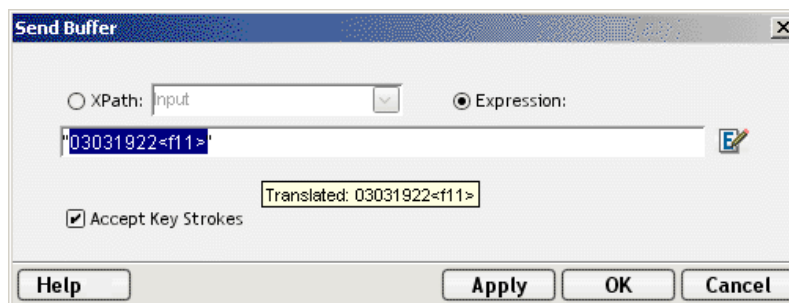 Send Buffer
XPath: Input Expression:
"03031922<f11>"
Translated: 03031922<f11>
Accept Key Strokes
Help Apply OK Cancel